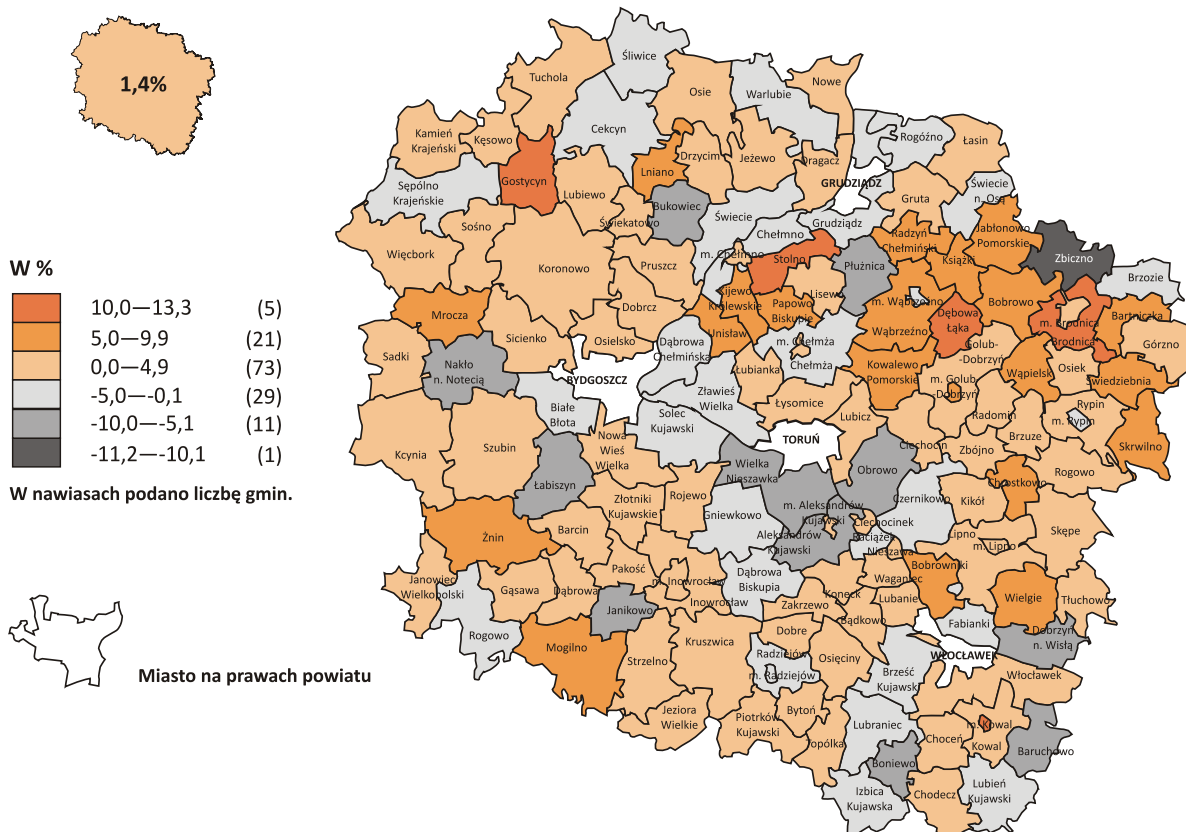 1,4%
W %
10,0—13,3 (5)
5,0—9,9 (21)
0,0—4,9 (73)
-5,0—-0,1 (29)
-10,0—-5,1 (11)
-11,2—-10,1 (1)
W nawiasach podano liczbę gmin.
Miasto na prawach powiatu
Śliwice
Tuchola
Osie
Warlubie
Nowe
Cekcyn
Kamień
Krajeński
Kęsowo
Rogóźno
Łasin
Drzycim
Jeżewo
Dragacz
Lniano
Gostycyn
Lubiewo
GRUDZIĄDZ
Sępólno
Krajeńskie
Świecie
n. Osą
Gruta
Bukowiec
Świekatowo
Świecie
Grudziądz
Sośno
Chełmno
Radzyń
Chełmiński
Jabłonowo
Pomorskie
Więcbork
m. Chełmno
Stolno
Płużnica
Książki
Zbiczno
Koronowo
Pruszcz
Brzozie
Kijewo
Królewskie
Lisewo
Papowo
Biskupie
m. Wąbrzeźno
Bobrowo
Dobrcz
Mrocza
Dębowa
Łąka
m. Brodnica
Brodnica
Bartniczka
Unisław
Wąbrzeźno
Sicienko
Osielsko
Dąbrowa
Chełmińska
m. Chełmża
Chełmża
Golub-
-Dobrzyń
Górzno
Sadki
Nakło
n. Notecią
Łubianka
Kowalewo
Pomorskie
Wąpielsk
Osiek
Świedziebnia
BYDGOSZCZ
Zławieś
Wielka
m. Golub-
-Dobrzyń
Łysomice
Białe
Błota
Solec
Kujawski
Lubicz
Radomin
Rypin
m. Rypin
TORUŃ
Nowa
Wieś
Wielka
Szubin
Ciechocin
Zbójno
Brzuze
Skrwilno
Kcynia
Wielka
Nieszawka
Obrowo
Rogowo
Łabiszyn
Chrostkowo
Złotniki
Kujawskie
Rojewo
m. Aleksandrów
Kujawski
Czernikowo
Kikół
Gniewkowo
Ciechocinek
Żnin
Barcin
Aleksandrów
Kujawski
Raciążek
Nieszawa
Lipno
m. Lipno
Skępe
Pakość
Dąbrowa
Biskupia
Bobrowniki
Janowiec
Wielkopolski
Gąsawa
Dąbrowa
m. Inowrocław
Inowrocław
Waganiec
Koneck
Lubanie
Wielgie
Tłuchowo
Janikowo
Zakrzewo
Bądkowo
Rogowo
Dobre
Fabianki
Dobrzyń
n. Wisłą
Mogilno
Kruszwica
Strzelno
Radziejów
m. Radziejów
Osięciny
WŁOCŁAWEK
Brześć
Kujawski
Włocławek
Jeziora
Wielkie
Piotrków
Kujawski
Bytoń
Lubraniec
m. Kowal
Kowal
Choceń
Topólka
Baruchowo
Boniewo
Izbica
Kujawska
Chodecz
Lubień
Kujawski